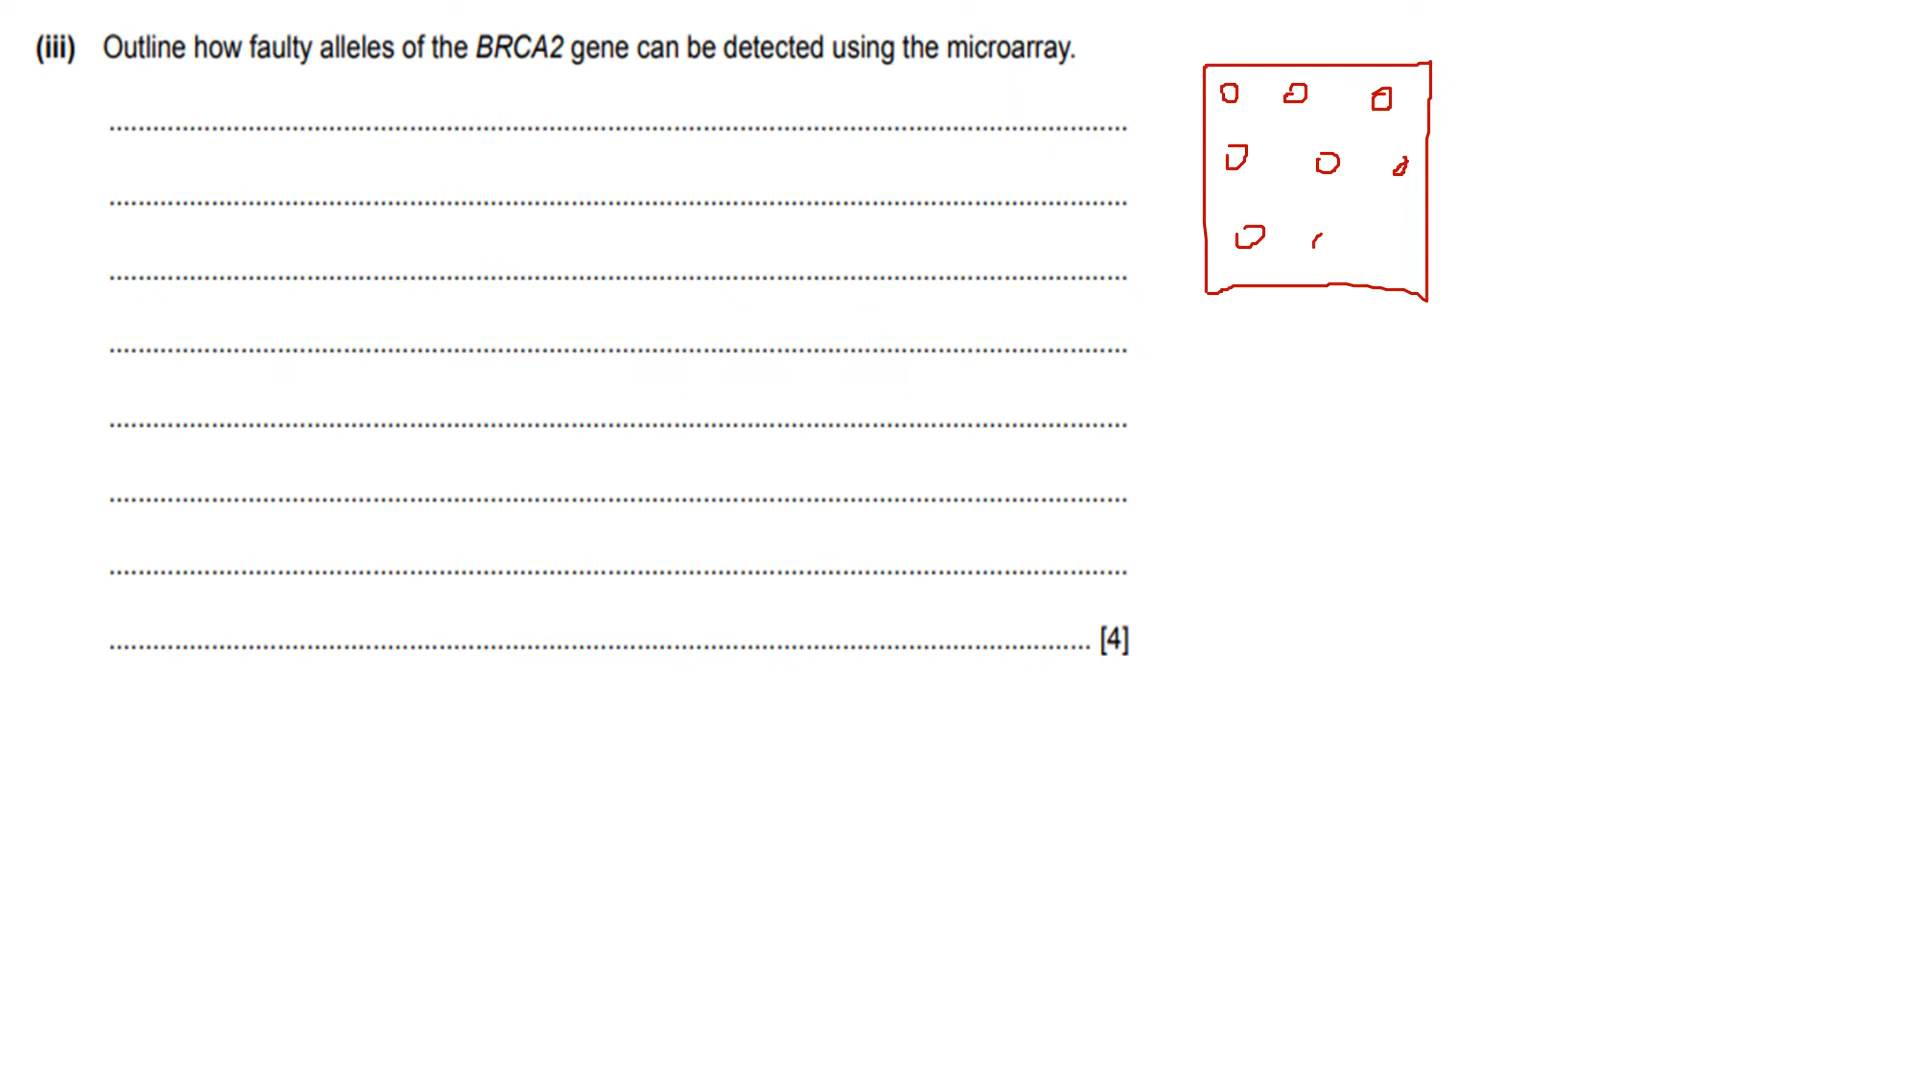 (iii) Outline how faulty alleles of the BRCA2 gene can be detected using the microarray.
[4]